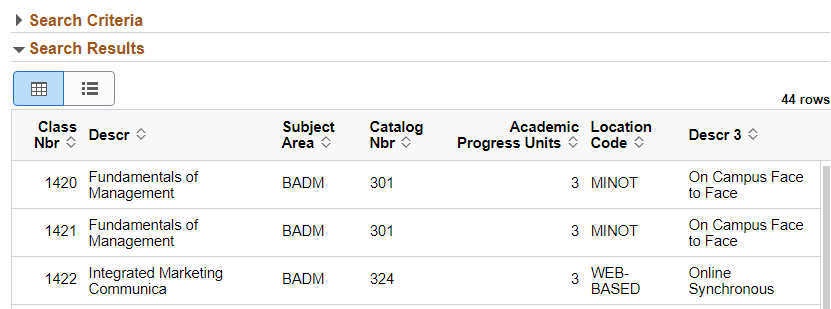 Search Criteria
Search Results
44 rows
Class Nbr Descr Subject Area Catalog Nbr Academic Progress Units Location Code Descr 3
1420 Fundamentals of Management BADM 301 3 MINOT On Campus Face to Face
1421 Fundamentals of Management BADM 301 3 MINOT On Campus Face to Face
1422 Integrated Marketing Communica BADM 324 3 WEB-BASED Online Synchronous